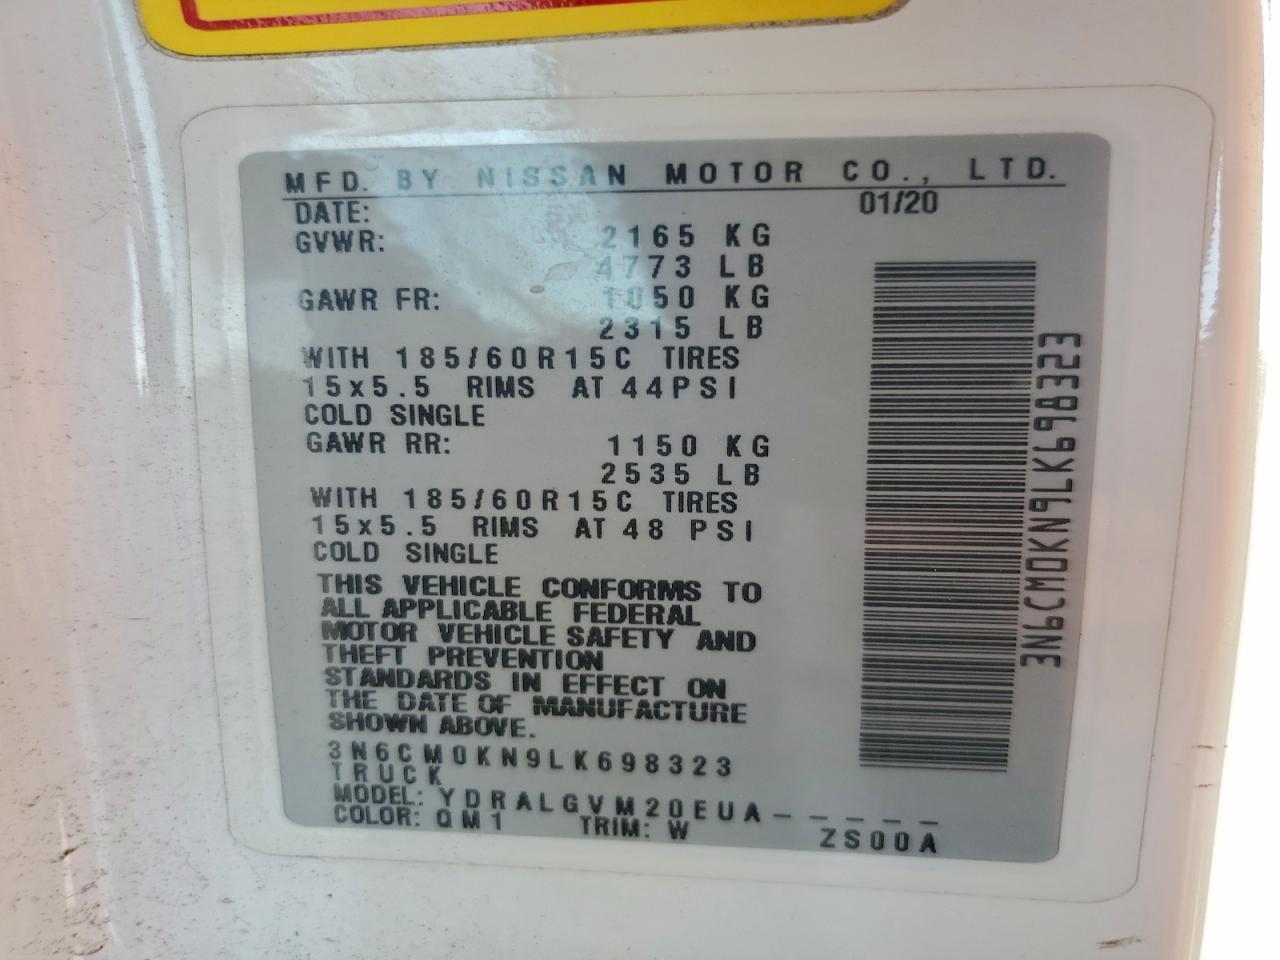 MFD. BY NISSAN MOTOR CO., LTD.
DATE: 01/20
GVWR: 2165 KG
4773 LB
GAWR FR: 1050 KG
2315 LB
WITH 185/60R15C TIRES
15x5.5 RIMS AT 44PSI
COLD SINGLE
GAWR RR: 1150 KG
2535 LB
WITH 185/60R15C TIRES
15x5.5 RIMS AT 48 PSI
COLD SINGLE
THIS VEHICLE CONFORMS TO
ALL APPLICABLE FEDERAL
MOTOR VEHICLE SAFETY AND
THEFT PREVENTION
STANDARDS IN EFFECT ON
THE DATE OF MANUFACTURE
SHOWN ABOVE.
3N6CM0KN9LK698323
TRUCK
MODEL: YDRALGVM20EUA-----
COLOR: QM1 TRIM: W ZS00A
3N6CM0KN9LK698323